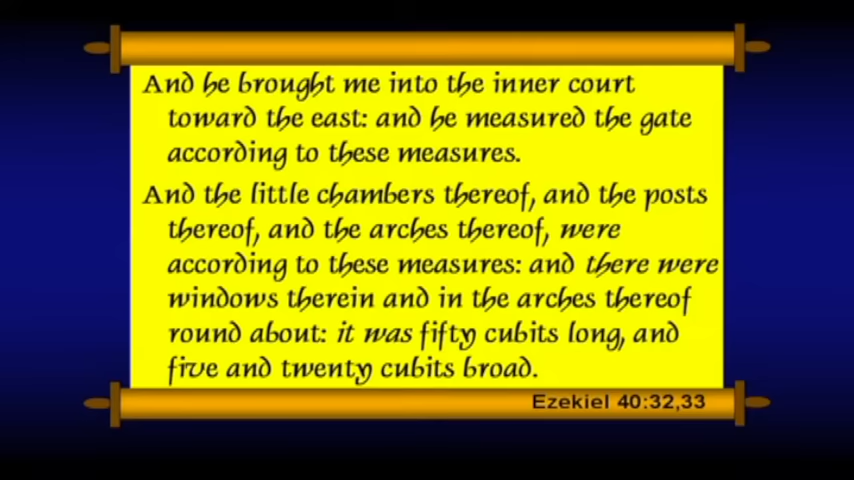 And he brought me into the inner court
toward the east: and he measured the gate
according to these measures.
And the little chambers thereof, and the posts
thereof, and the arches thereof, were
according to these measures: and there were
windows therein and in the arches thereof
round about: it was fifty cubits long, and
five and twenty cubits broad.
Ezekiel 40:32,33